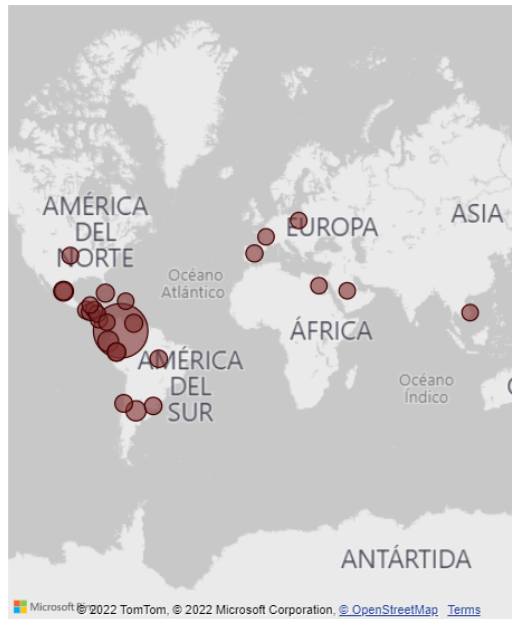 AMÉRICA
DEL
NORTE
EUROPA
ASIA
Océano
Atlántico
ÁFRICA
AMÉRICA
DEL
SUR
Océano
Índico
ANTÁRTIDA
Microsoft © 2022 TomTom, © 2022 Microsoft Corporation, © OpenStreetMap Terms